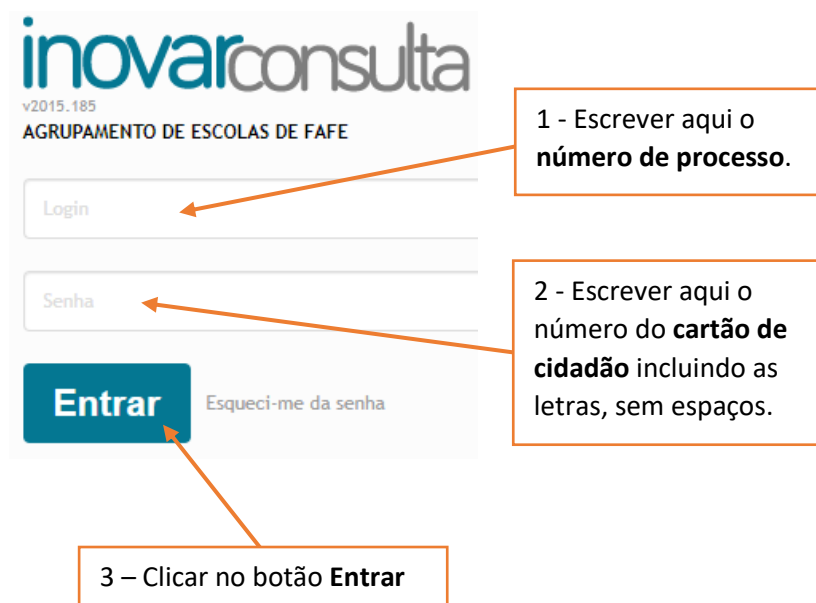 inovarconsulta
v2015.185
AGRUPAMENTO DE ESCOLAS DE FAFE
Login
Senha
Entrar
Esqueci-me da senha
1 - Escrever aqui o
número de processo.
2 - Escrever aqui o
número do cartão de
cidadão incluindo as
letras, sem espaços.
3 – Clicar no botão Entrar